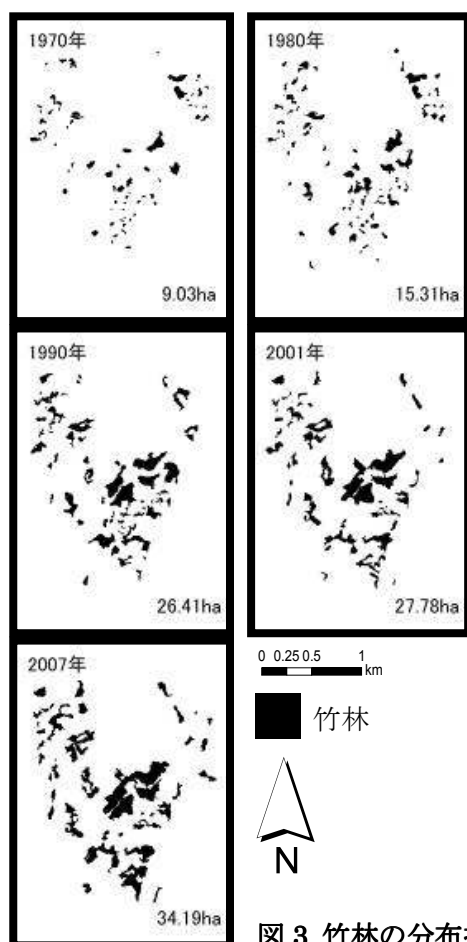 1970年
9.03ha
1980年
15.31ha
1990年
26.41ha
2001年
27.78ha
2007年
34.19ha
0 0.25 0.5 1
km
竹林
N
図 3 竹林の分布